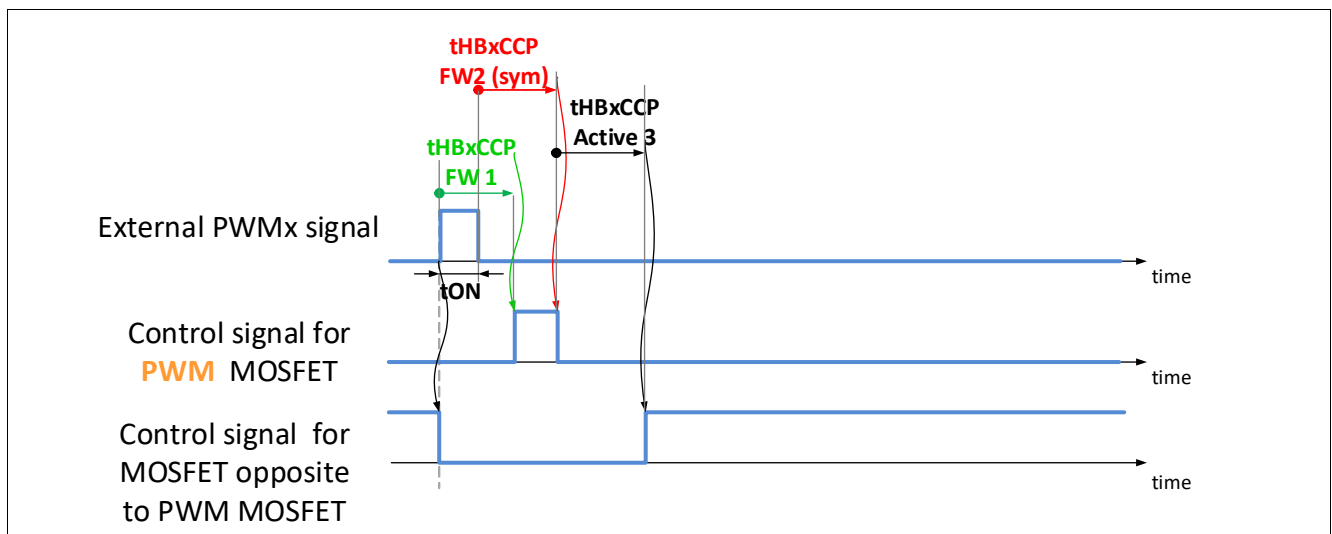 tHBxCCP
FW2 (sym)
tHBxCCP
Active 3
tHBxCCP
FW 1
External PWMx signal
time
tON
Control signal for
PWM MOSFET
time
Control signal for
MOSFET opposite
to PWM MOSFET
time